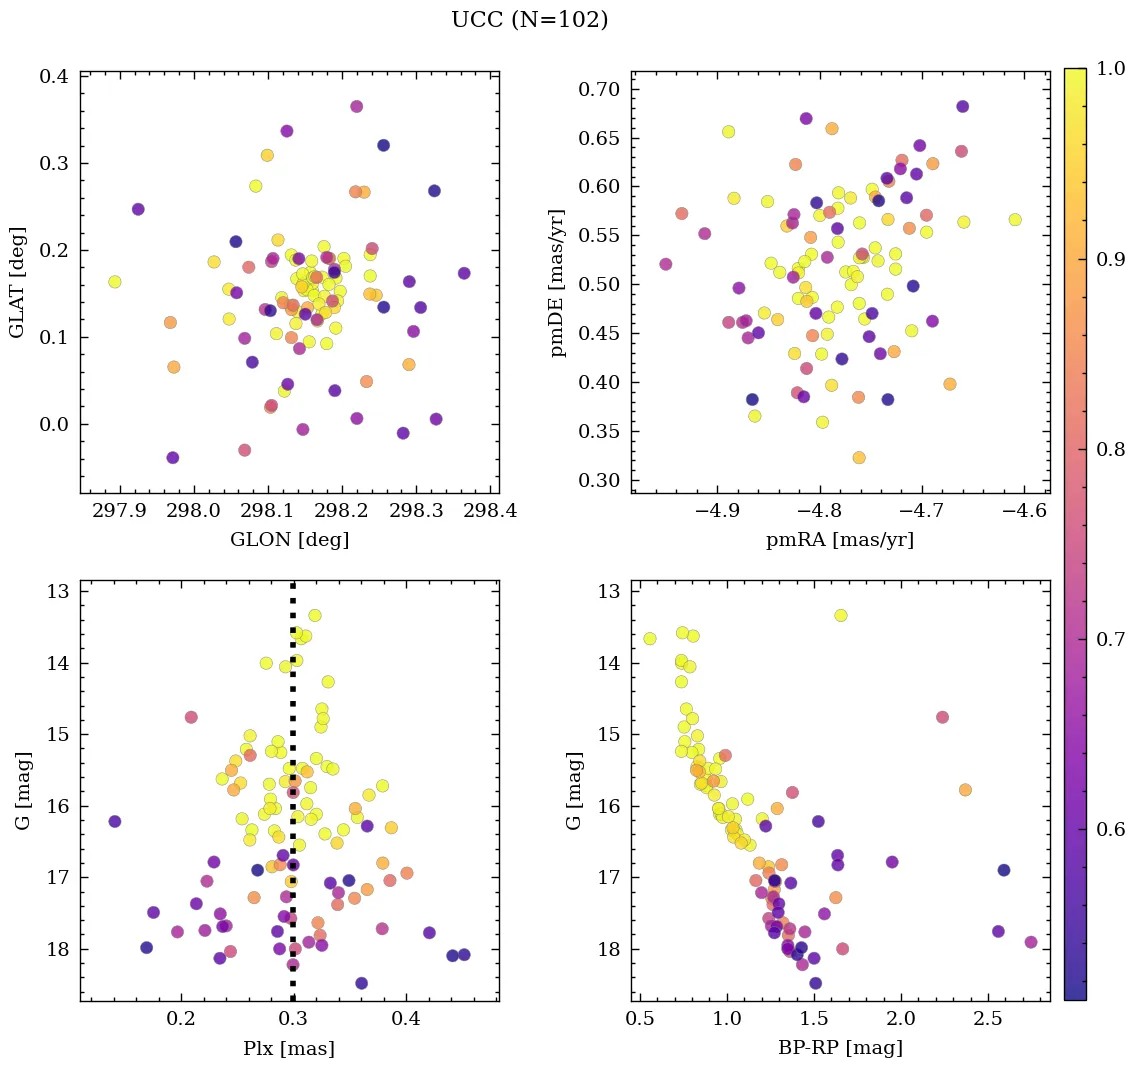 UCC (N=102)
0.4
0.3
0.2
0.1
0.0
GLAT [deg]
297.9 298.0 298.1 298.2 298.3 298.4
GLON [deg]
0.70
0.65
0.60
0.55
0.50
0.45
0.40
0.35
0.30
pmDE [mas/yr]
−4.9 −4.8 −4.7 −4.6
pmRA [mas/yr]
1.0
0.9
0.8
0.7
0.6
13
14
15
16
17
18
G [mag]
0.2 0.3 0.4
Plx [mas]
13
14
15
16
17
18
G [mag]
0.5 1.0 1.5 2.0 2.5
BP-RP [mag]